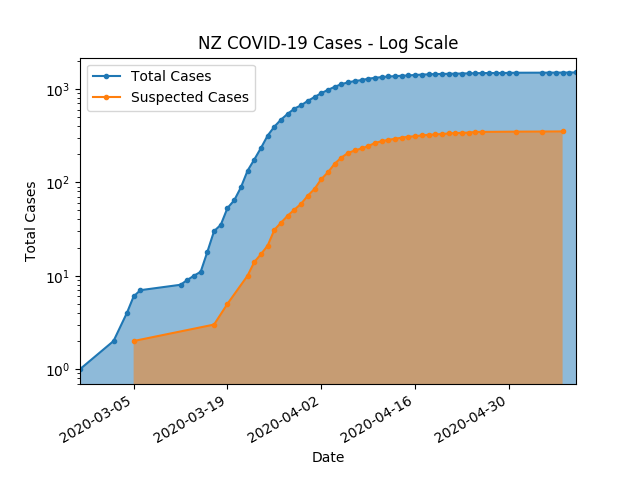 NZ COVID-19 Cases - Log Scale
Total Cases
Suspected Cases
Total Cases
10³
10²
10¹
10⁰
2020-03-05
2020-03-19
2020-04-02
2020-04-16
2020-04-30
Date